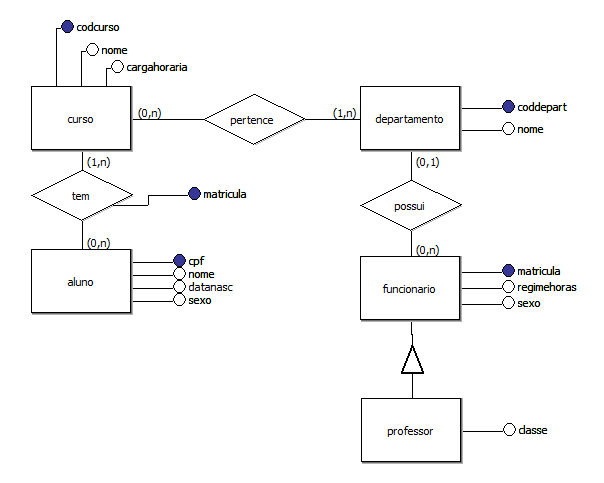 codcurso
nome
cargahoraria
curso
(0,n)
pertence
(1,n)
departamento
coddepart
nome
(1,n)
(0,1)
tem
matricula
possui
(0,n)
(0,n)
aluno
cpf
nome
datanasc
sexo
funcionario
matricula
regimehoras
sexo
professor
classe